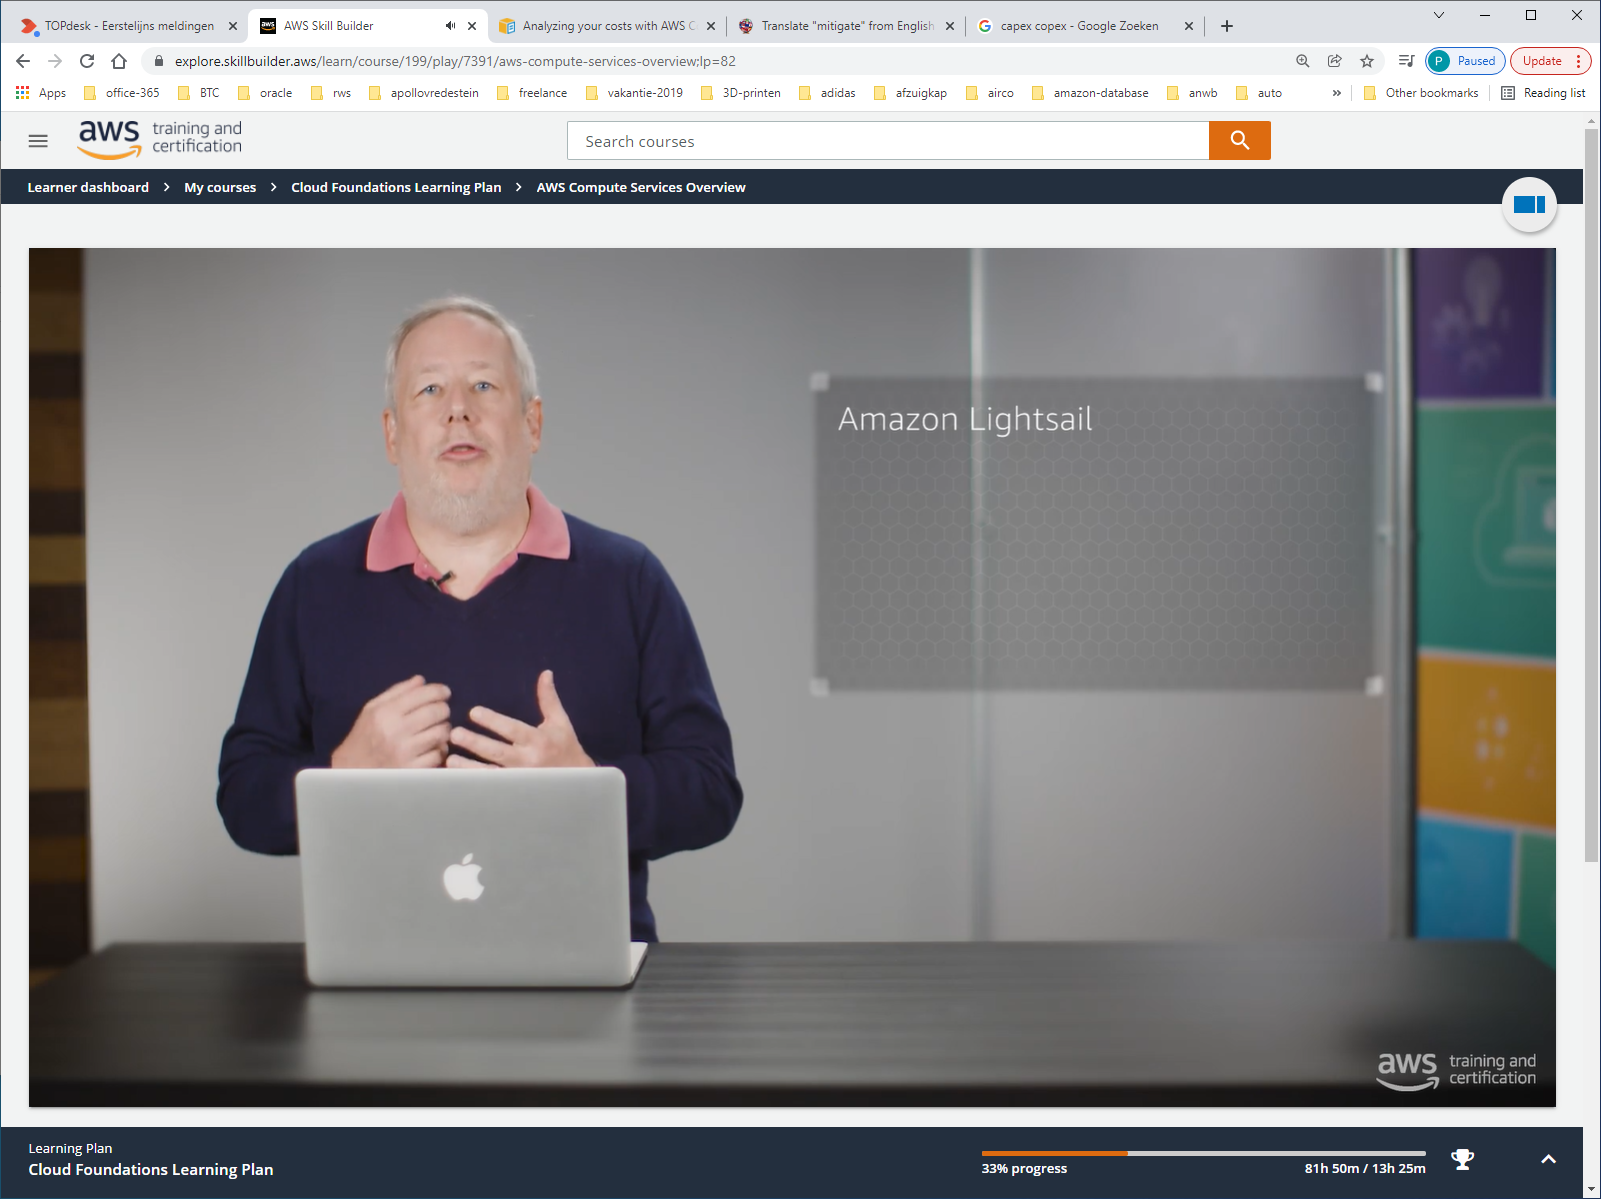 TOPdesk - Eerstelijns meldingen
AWS Skill Builder
Analyzing your costs with AWS C
Translate "mitigate" from English
capex copex - Google Zoeken
explore.skillbuilder.aws/learn/course/199/play/7391/aws-compute-services-overview;lp=82
P Paused
Update
Apps
office-365
BTC
oracle
rws
apollovredestein
freelance
vakantie-2019
3D-printen
adidas
afzuigkap
airco
amazon-database
anwb
auto
»
Other bookmarks
Reading list
aws training and
certification
Search courses
Learner dashboard > My courses > Cloud Foundations Learning Plan > AWS Compute Services Overview
Amazon Lightsail
aws training and
certification
Learning Plan
Cloud Foundations Learning Plan
33% progress
81h 50m / 13h 25m